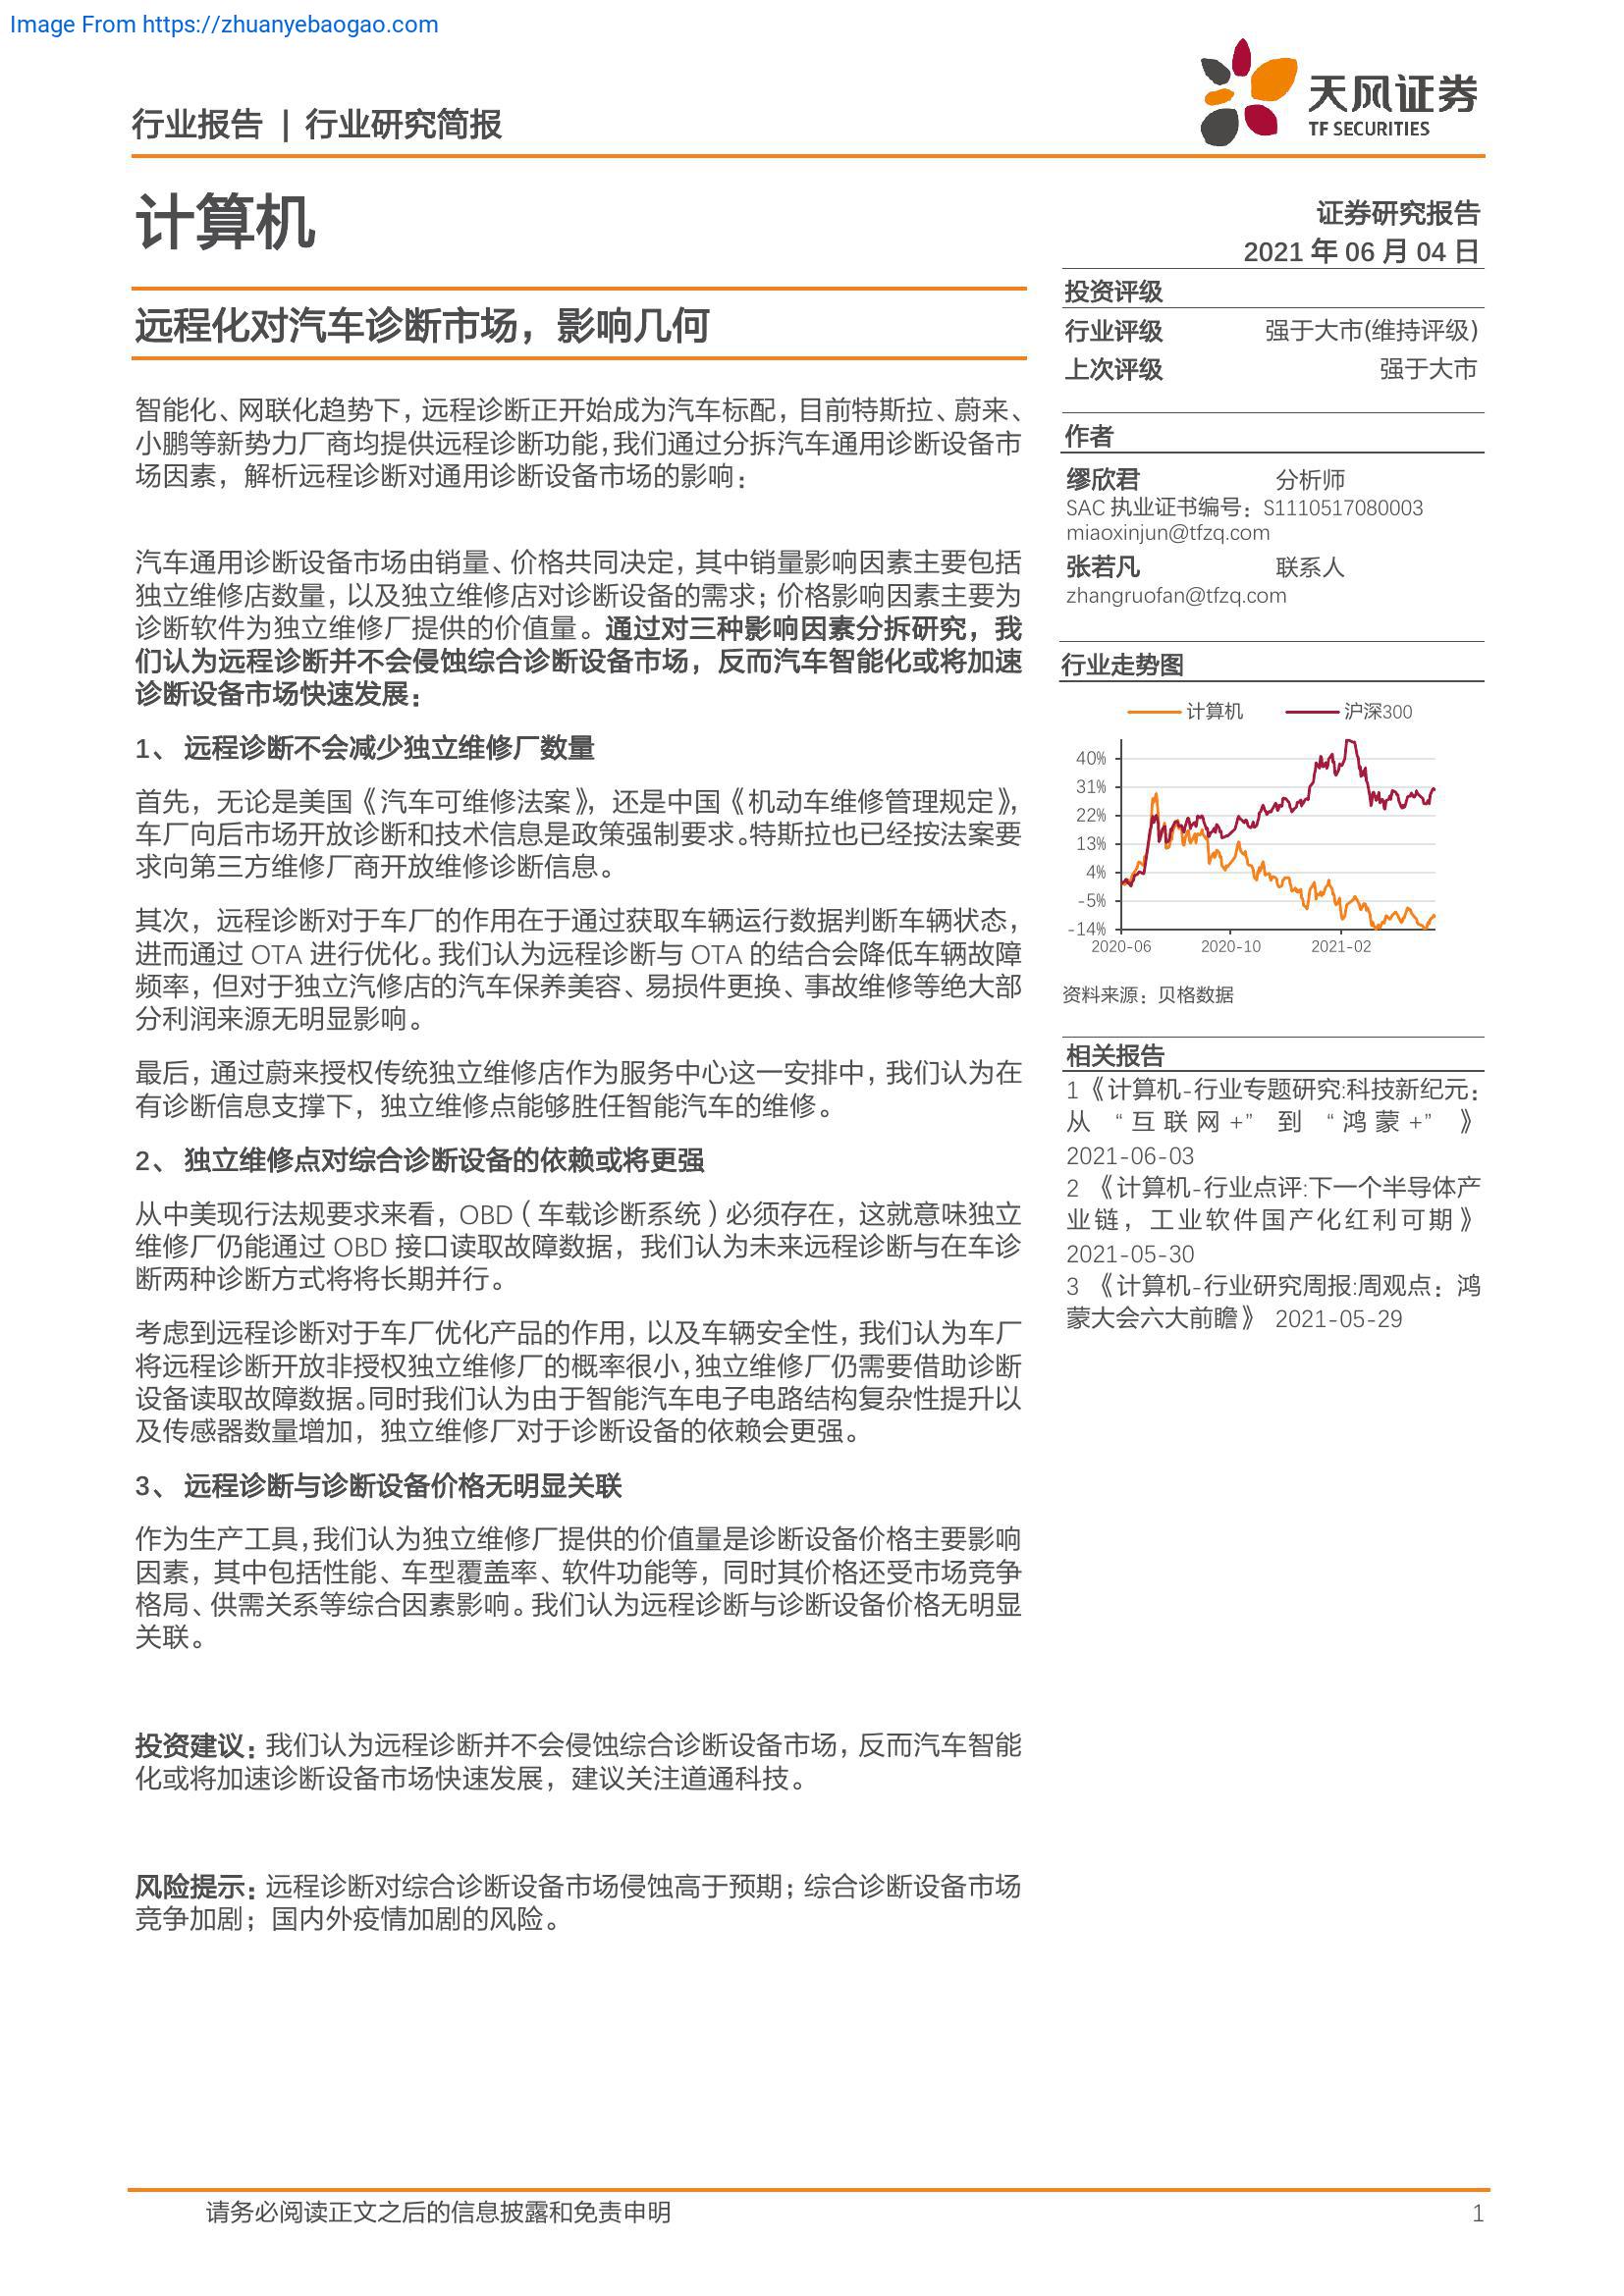 Image From https://zhuanyebaogao.com
行业报告 | 行业研究简报
天风证券
TF SECURITIES
计算机
远程化对汽车诊断市场，影响几何
智能化、网联化趋势下，远程诊断正开始成为汽车标配，目前特斯拉、蔚来、
小鹏等新势力厂商均提供远程诊断功能，我们通过分拆汽车通用诊断设备市
场因素，解析远程诊断对通用诊断设备市场的影响：
汽车通用诊断设备市场由销量、价格共同决定，其中销量影响因素主要包括
独立维修店数量，以及独立维修店对诊断设备的需求；价格影响因素主要为
诊断软件为独立维修厂提供的价值量。通过对三种影响因素分拆研究，我
们认为远程诊断并不会侵蚀综合诊断设备市场，反而汽车智能化或将加速
诊断设备市场快速发展：
1、 远程诊断不会减少独立维修厂数量
首先，无论是美国《汽车可维修法案》，还是中国《机动车维修管理规定》，
车厂向后市场开放诊断和技术信息是政策强制要求。特斯拉也已经按法案要
求向第三方维修厂商开放维修诊断信息。
其次，远程诊断对于车厂的作用在于通过获取车辆运行数据判断车辆状态，
进而通过 OTA 进行优化。我们认为远程诊断与 OTA 的结合会降低车辆故障
频率，但对于独立汽修店的汽车保养美容、易损件更换、事故维修等绝大部
分利润来源无明显影响。
最后，通过蔚来授权传统独立维修店作为服务中心这一安排中，我们认为在
有诊断信息支撑下，独立维修点能够胜任智能汽车的维修。
2、 独立维修点对综合诊断设备的依赖或将更强
从中美现行法规要求来看，OBD（车载诊断系统）必须存在，这就意味独立
维修厂仍能通过 OBD 接口读取故障数据，我们认为未来远程诊断与在车诊
断两种诊断方式将将长期并行。
考虑到远程诊断对于车厂优化产品的作用，以及车辆安全性，我们认为车厂
将远程诊断开放非授权独立维修厂的概率很小，独立维修厂仍需要借助诊断
设备读取故障数据。同时我们认为由于智能汽车电子电路结构复杂性提升以
及传感器数量增加，独立维修厂对于诊断设备的依赖会更强。
3、 远程诊断与诊断设备价格无明显关联
作为生产工具，我们认为独立维修厂提供的价值量是诊断设备价格主要影响
因素，其中包括性能、车型覆盖率、软件功能等，同时其价格还受市场竞争
格局、供需关系等综合因素影响。我们认为远程诊断与诊断设备价格无明显
关联。
投资建议：我们认为远程诊断并不会侵蚀综合诊断设备市场，反而汽车智能
化或将加速诊断设备市场快速发展，建议关注道通科技。
风险提示：远程诊断对综合诊断设备市场侵蚀高于预期；综合诊断设备市场
竞争加剧；国内外疫情加剧的风险。
证券研究报告
2021 年 06 月 04 日
投资评级
行业评级 强于大市(维持评级)
上次评级 强于大市
作者
缪欣君 分析师
SAC 执业证书编号：S1110517080003
miaoxinjun@tfzq.com
张若凡 联系人
zhangruofan@tfzq.com
行业走势图
计算机 沪深300
40%
31%
22%
13%
4%
-5%
-14%
2020-06 2020-10 2021-02
资料来源：贝格数据
相关报告
1《计算机-行业专题研究:科技新纪元：
从 “互联网+” 到 “鸿蒙+” 》
2021-06-03
2 《计算机-行业点评:下一个半导体产
业链，工业软件国产化红利可期》
2021-05-30
3 《计算机-行业研究周报:周观点：鸿
蒙大会六大前瞻》 2021-05-29
请务必阅读正文之后的信息披露和免责申明 1